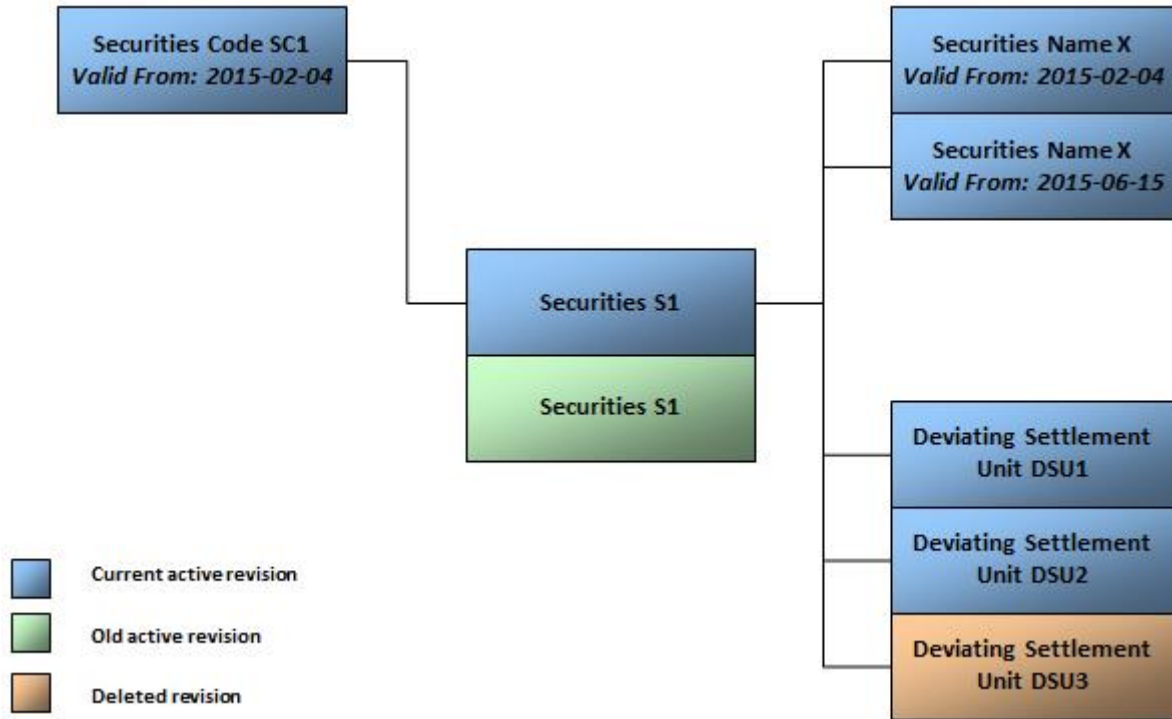 Securities Code SC1
Valid From: 2015-02-04
Securities Name X
Valid From: 2015-02-04
Securities Name X
Valid From: 2015-06-15
Securities S1
Securities S1
Deviating Settlement
Unit DSU1
Deviating Settlement
Unit DSU2
Deviating Settlement
Unit DSU3
Current active revision
Old active revision
Deleted revision